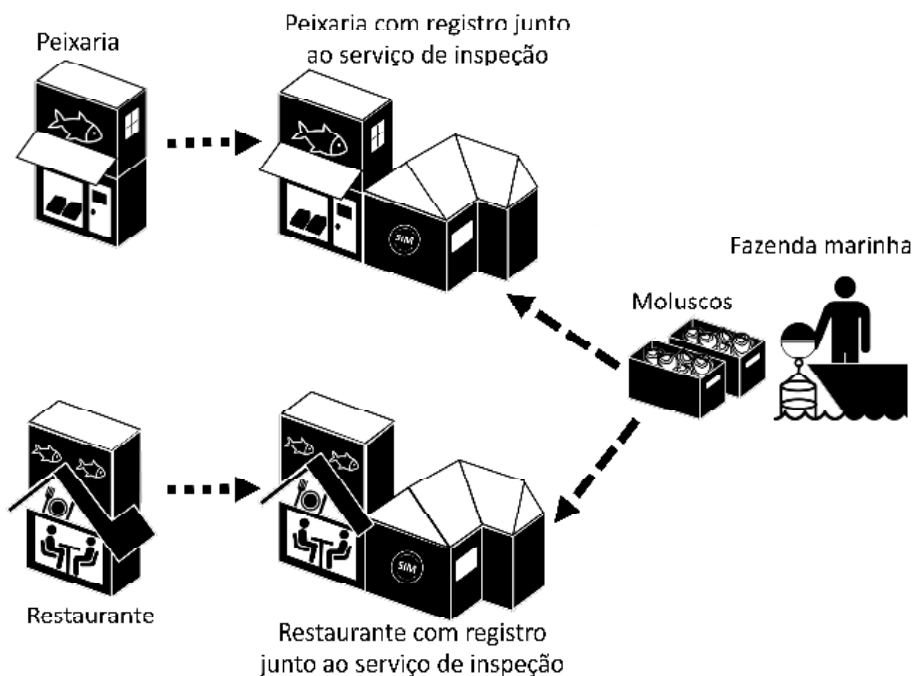 Peixaria
Peixaria com registro junto
ao serviço de inspeção
SIM
Fazenda marinha
Moluscos
SIM
Restaurante
Restaurante com registro
junto ao serviço de inspeção